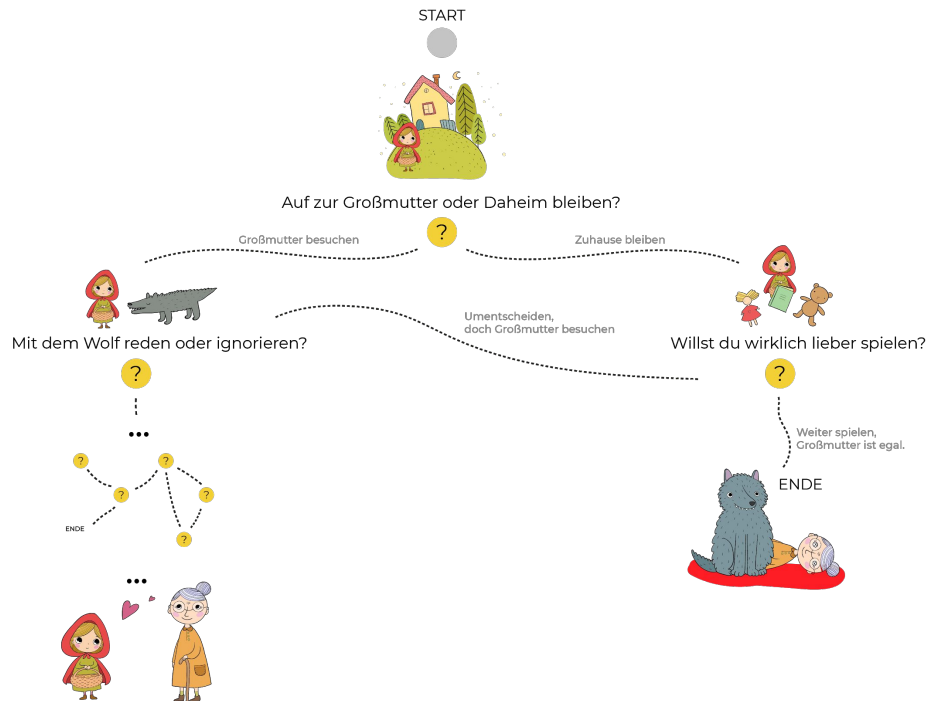 START
Auf zur Großmutter oder Daheim bleiben?
?
Großmutter besuchen
Zuhause bleiben
Umentscheiden,
doch Großmutter besuchen
Mit dem Wolf reden oder ignorieren?
?
Willst du wirklich lieber spielen?
?
Weiter spielen,
Großmutter ist egal.
...
?
?
?
?
?
ENDE
ENDE
...